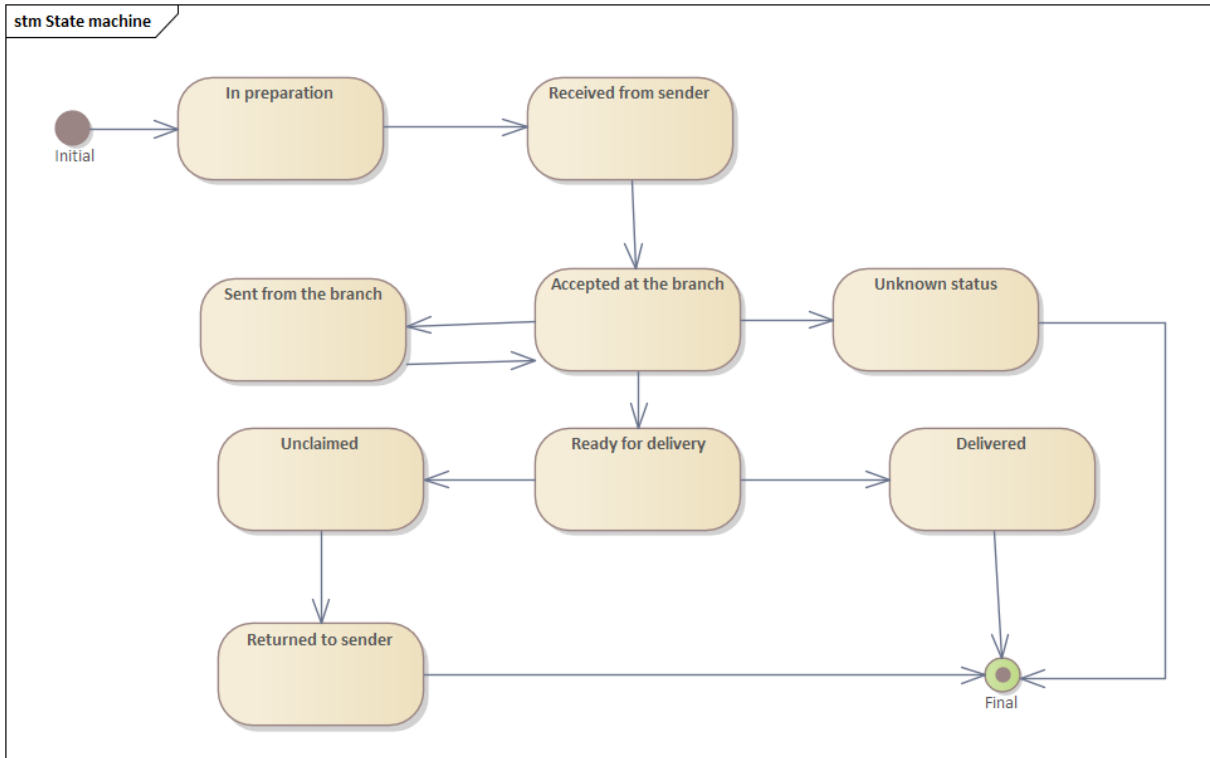 stm State machine
In preparation
Received from sender
Initial
Sent from the branch
Accepted at the branch
Unknown status
Unclaimed
Ready for delivery
Delivered
Returned to sender
Final